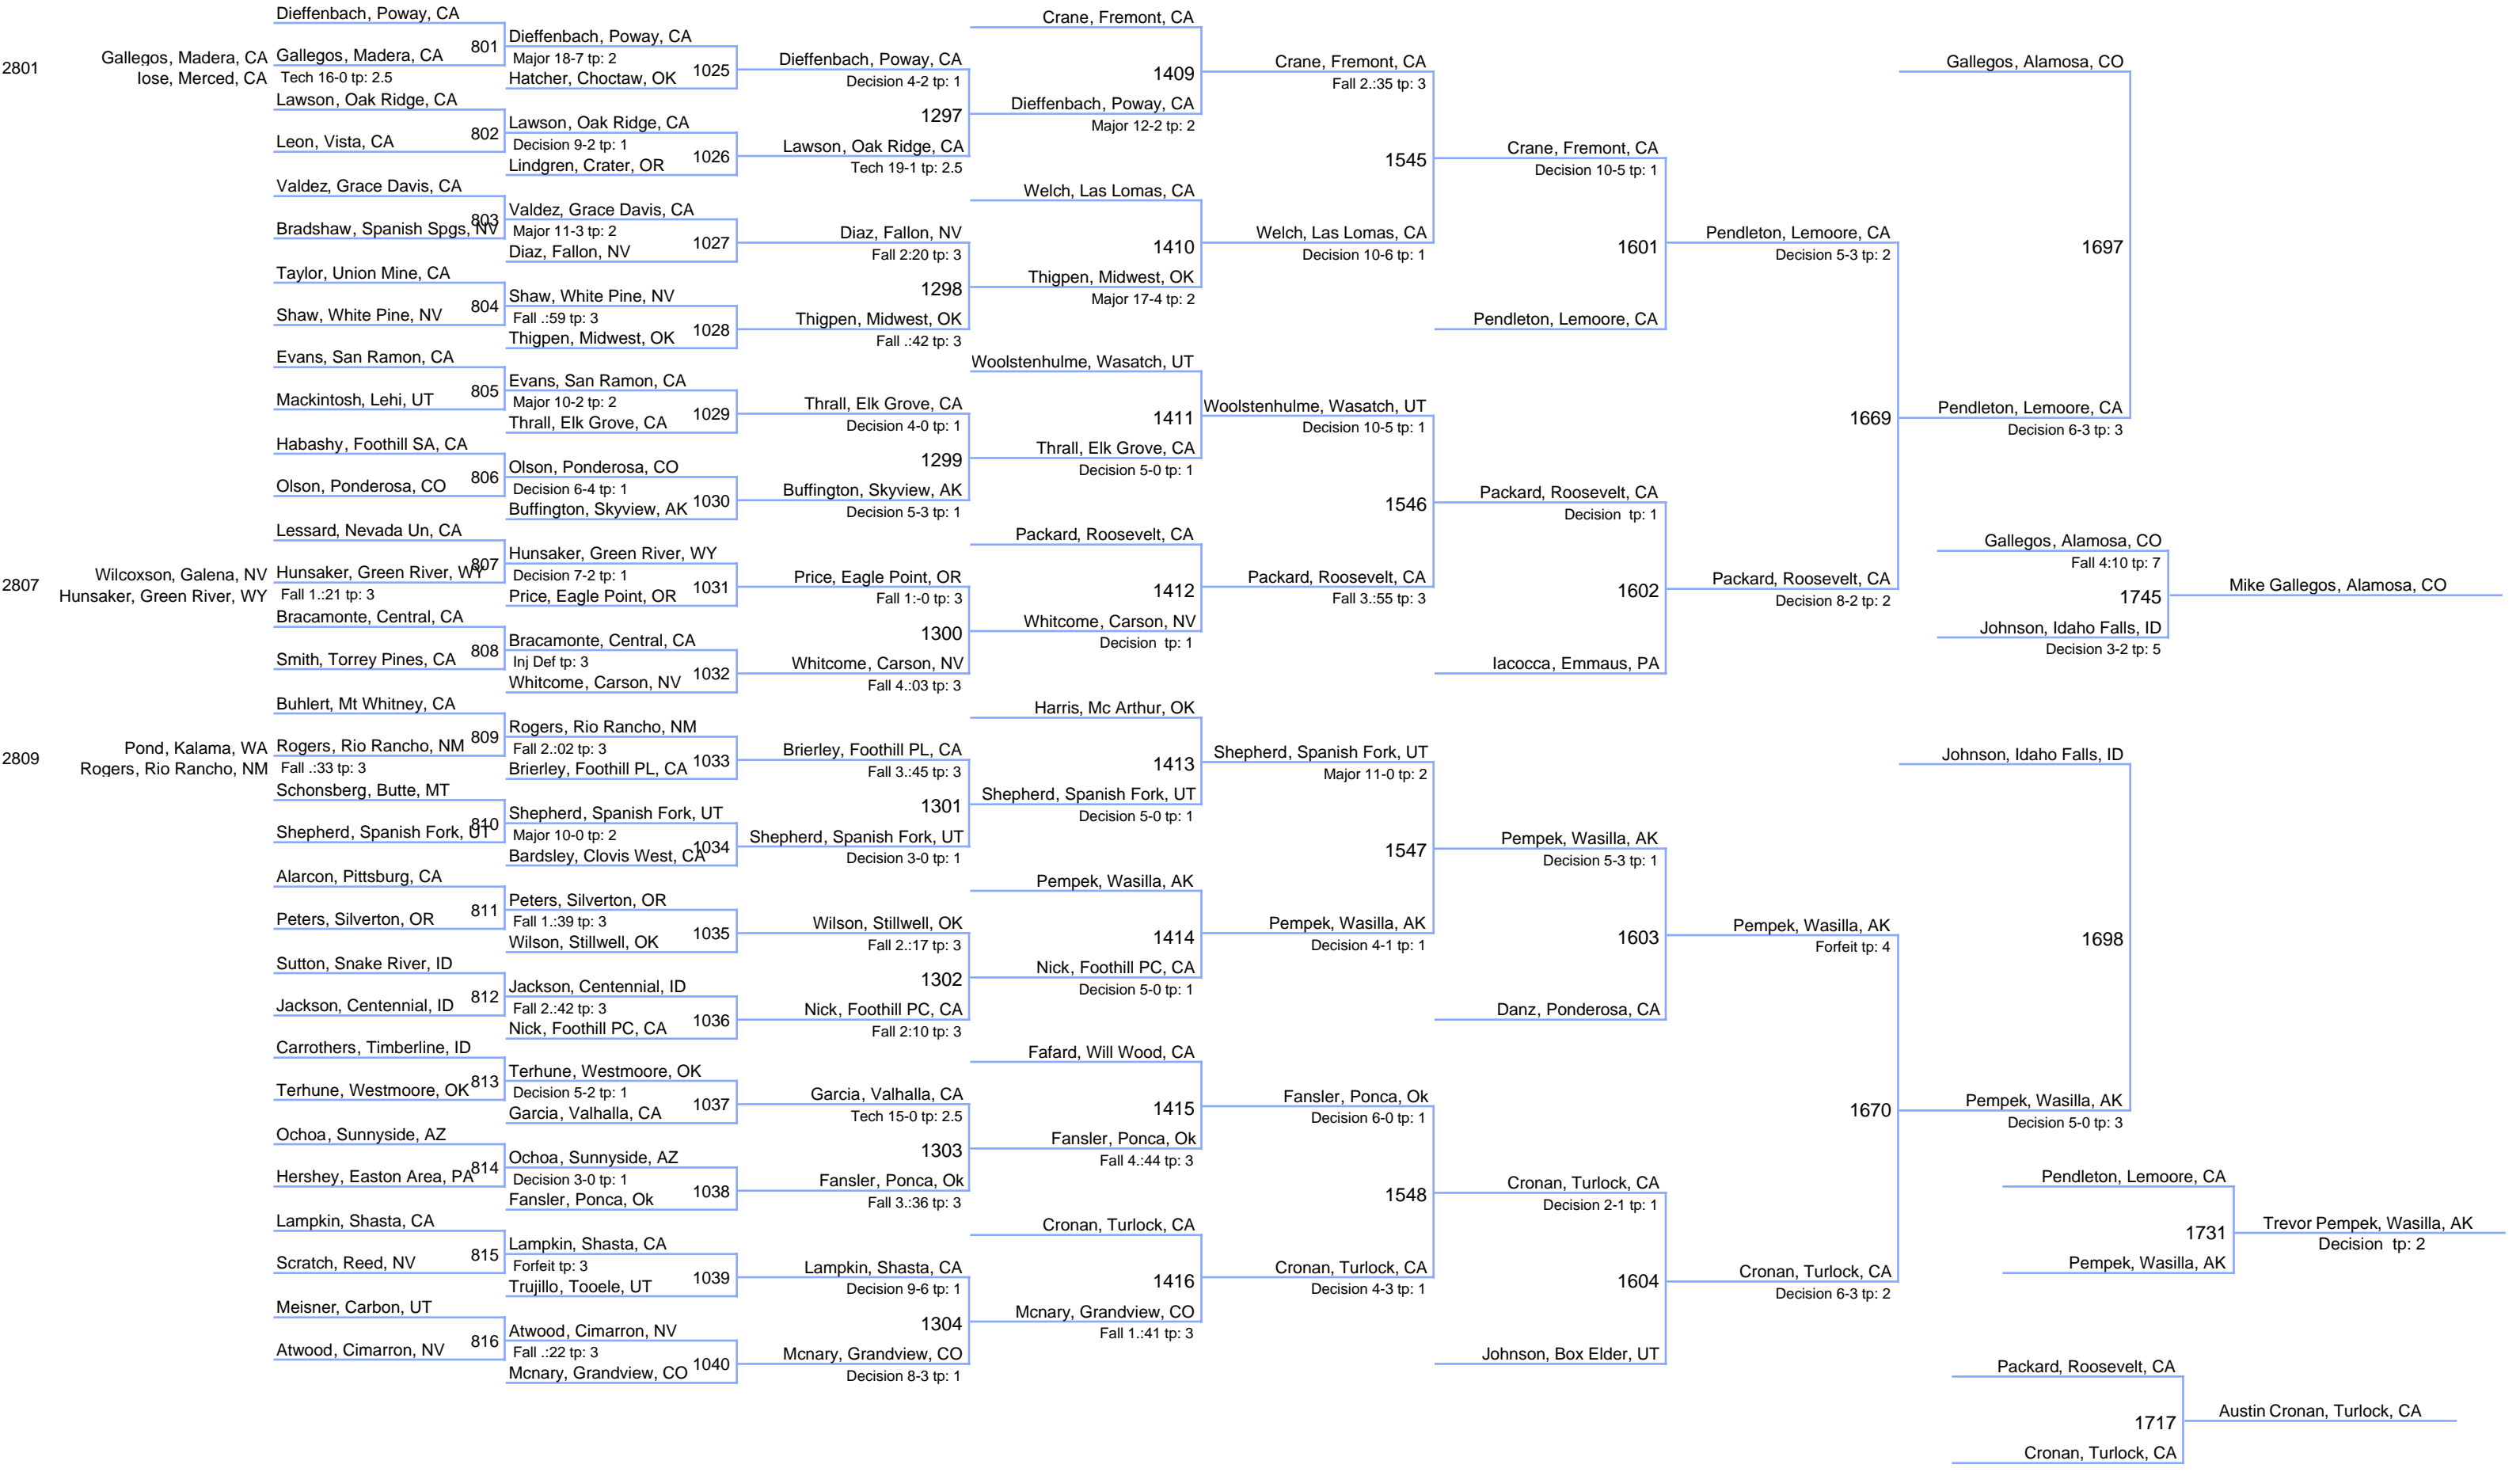 2801
Gallegos, Madera, CA
Iose, Merced, CA
2807
Wilcoxson, Galena, NV
Hunsaker, Green River, WY
2809
Pond, Kalama, WA
Rogers, Rio Rancho, NM
Dieffenbach, Poway, CA
801
Gallegos, Madera, CA
Tech 16-0 tp: 2.5
Lawson, Oak Ridge, CA
802
Leon, Vista, CA
Valdez, Grace Davis, CA
803
Bradshaw, Spanish Spgs, NV
Taylor, Union Mine, CA
804
Shaw, White Pine, NV
Evans, San Ramon, CA
805
Mackintosh, Lehi, UT
Habashy, Foothill SA, CA
806
Olson, Ponderosa, CO
Lessard, Nevada Un, CA
807
Hunsaker, Green River, WY
Fall 1.:21 tp: 3
Bracamonte, Central, CA
808
Smith, Torrey Pines, CA
Buhlert, Mt Whitney, CA
809
Rogers, Rio Rancho, NM
Fall .:33 tp: 3
Schonsberg, Butte, MT
810
Shepherd, Spanish Fork, UT
Alarcon, Pittsburg, CA
811
Peters, Silverton, OR
Sutton, Snake River, ID
812
Jackson, Centennial, ID
Carrothers, Timberline, ID
813
Terhune, Westmoore, OK
Ochoa, Sunnyside, AZ
814
Hershey, Easton Area, PA
Lampkin, Shasta, CA
815
Scratch, Reed, NV
Meisner, Carbon, UT
816
Atwood, Cimarron, NV
Dieffenbach, Poway, CA
Major 18-7 tp: 2
1025
Hatcher, Choctaw, OK
Lawson, Oak Ridge, CA
Decision 9-2 tp: 1
1026
Lindgren, Crater, OR
Valdez, Grace Davis, CA
Major 11-3 tp: 2
1027
Diaz, Fallon, NV
Shaw, White Pine, NV
Fall .:59 tp: 3
1028
Thigpen, Midwest, OK
Evans, San Ramon, CA
Major 10-2 tp: 2
1029
Thrall, Elk Grove, CA
Olson, Ponderosa, CO
Decision 6-4 tp: 1
1030
Buffington, Skyview, AK
Hunsaker, Green River, WY
Decision 7-2 tp: 1
1031
Price, Eagle Point, OR
Bracamonte, Central, CA
Inj Def tp: 3
1032
Whitcome, Carson, NV
Rogers, Rio Rancho, NM
Fall 2.:02 tp: 3
1033
Brierley, Foothill PL, CA
Shepherd, Spanish Fork, UT
Major 10-0 tp: 2
1034
Bardsley, Clovis West, CA
Peters, Silverton, OR
Fall 1.:39 tp: 3
1035
Wilson, Stillwell, OK
Jackson, Centennial, ID
Fall 2.:42 tp: 3
1036
Nick, Foothill PC, CA
Terhune, Westmoore, OK
Decision 5-2 tp: 1
1037
Garcia, Valhalla, CA
Ochoa, Sunnyside, AZ
Decision 3-0 tp: 1
1038
Fansler, Ponca, Ok
Lampkin, Shasta, CA
Forfeit tp: 3
1039
Trujillo, Tooele, UT
Atwood, Cimarron, NV
Fall .:22 tp: 3
1040
Mcnary, Grandview, CO
Dieffenbach, Poway, CA
Decision 4-2 tp: 1
1297
Lawson, Oak Ridge, CA
Tech 19-1 tp: 2.5
Diaz, Fallon, NV
Fall 2:20 tp: 3
1298
Thigpen, Midwest, OK
Fall .:42 tp: 3
Thrall, Elk Grove, CA
Decision 4-0 tp: 1
1299
Buffington, Skyview, AK
Decision 5-3 tp: 1
Price, Eagle Point, OR
Fall 1:-0 tp: 3
1300
Whitcome, Carson, NV
Fall 4.:03 tp: 3
Brierley, Foothill PL, CA
Fall 3.:45 tp: 3
1301
Shepherd, Spanish Fork, UT
Decision 3-0 tp: 1
Wilson, Stillwell, OK
Fall 2.:17 tp: 3
1302
Nick, Foothill PC, CA
Fall 2:10 tp: 3
Garcia, Valhalla, CA
Tech 15-0 tp: 2.5
1303
Fansler, Ponca, Ok
Fall 3.:36 tp: 3
Lampkin, Shasta, CA
Decision 9-6 tp: 1
1304
Mcnary, Grandview, CO
Decision 8-3 tp: 1
Crane, Fremont, CA
1409
Dieffenbach, Poway, CA
Major 12-2 tp: 2
Welch, Las Lomas, CA
1410
Thigpen, Midwest, OK
Major 17-4 tp: 2
Woolstenhulme, Wasatch, UT
1411
Thrall, Elk Grove, CA
Decision 5-0 tp: 1
Packard, Roosevelt, CA
1412
Whitcome, Carson, NV
Decision tp: 1
Harris, Mc Arthur, OK
1413
Shepherd, Spanish Fork, UT
Decision 5-0 tp: 1
Pempek, Wasilla, AK
1414
Nick, Foothill PC, CA
Decision 5-0 tp: 1
Fafard, Will Wood, CA
1415
Fansler, Ponca, Ok
Fall 4.:44 tp: 3
Cronan, Turlock, CA
1416
Mcnary, Grandview, CO
Fall 1.:41 tp: 3
Crane, Fremont, CA
Fall 2.:35 tp: 3
1545
Welch, Las Lomas, CA
Decision 10-6 tp: 1
Woolstenhulme, Wasatch, UT
Decision 10-5 tp: 1
1546
Packard, Roosevelt, CA
Fall 3.:55 tp: 3
Shepherd, Spanish Fork, UT
Major 11-0 tp: 2
1547
Pempek, Wasilla, AK
Decision 4-1 tp: 1
Fansler, Ponca, Ok
Decision 6-0 tp: 1
1548
Cronan, Turlock, CA
Decision 4-3 tp: 1
Crane, Fremont, CA
Decision 10-5 tp: 1
1601
Pendleton, Lemoore, CA
Packard, Roosevelt, CA
Decision tp: 1
1602
Iacocca, Emmaus, PA
Pempek, Wasilla, AK
Decision 5-3 tp: 1
1603
Danz, Ponderosa, CA
Cronan, Turlock, CA
Decision 2-1 tp: 1
1604
Johnson, Box Elder, UT
Pendleton, Lemoore, CA
Decision 5-3 tp: 2
1669
Packard, Roosevelt, CA
Decision 8-2 tp: 2
Pempek, Wasilla, AK
Forfeit tp: 4
1670
Cronan, Turlock, CA
Decision 6-3 tp: 2
Gallegos, Alamosa, CO
1697
Pendleton, Lemoore, CA
Decision 6-3 tp: 3
Gallegos, Alamosa, CO
Fall 4:10 tp: 7
1745
Mike Gallegos, Alamosa, CO
Johnson, Idaho Falls, ID
Decision 3-2 tp: 5
Johnson, Idaho Falls, ID
1698
Pempek, Wasilla, AK
Decision 5-0 tp: 3
Pendleton, Lemoore, CA
1731
Trevor Pempek, Wasilla, AK
Decision tp: 2
Pempek, Wasilla, AK
Packard, Roosevelt, CA
1717
Austin Cronan, Turlock, CA
Cronan, Turlock, CA